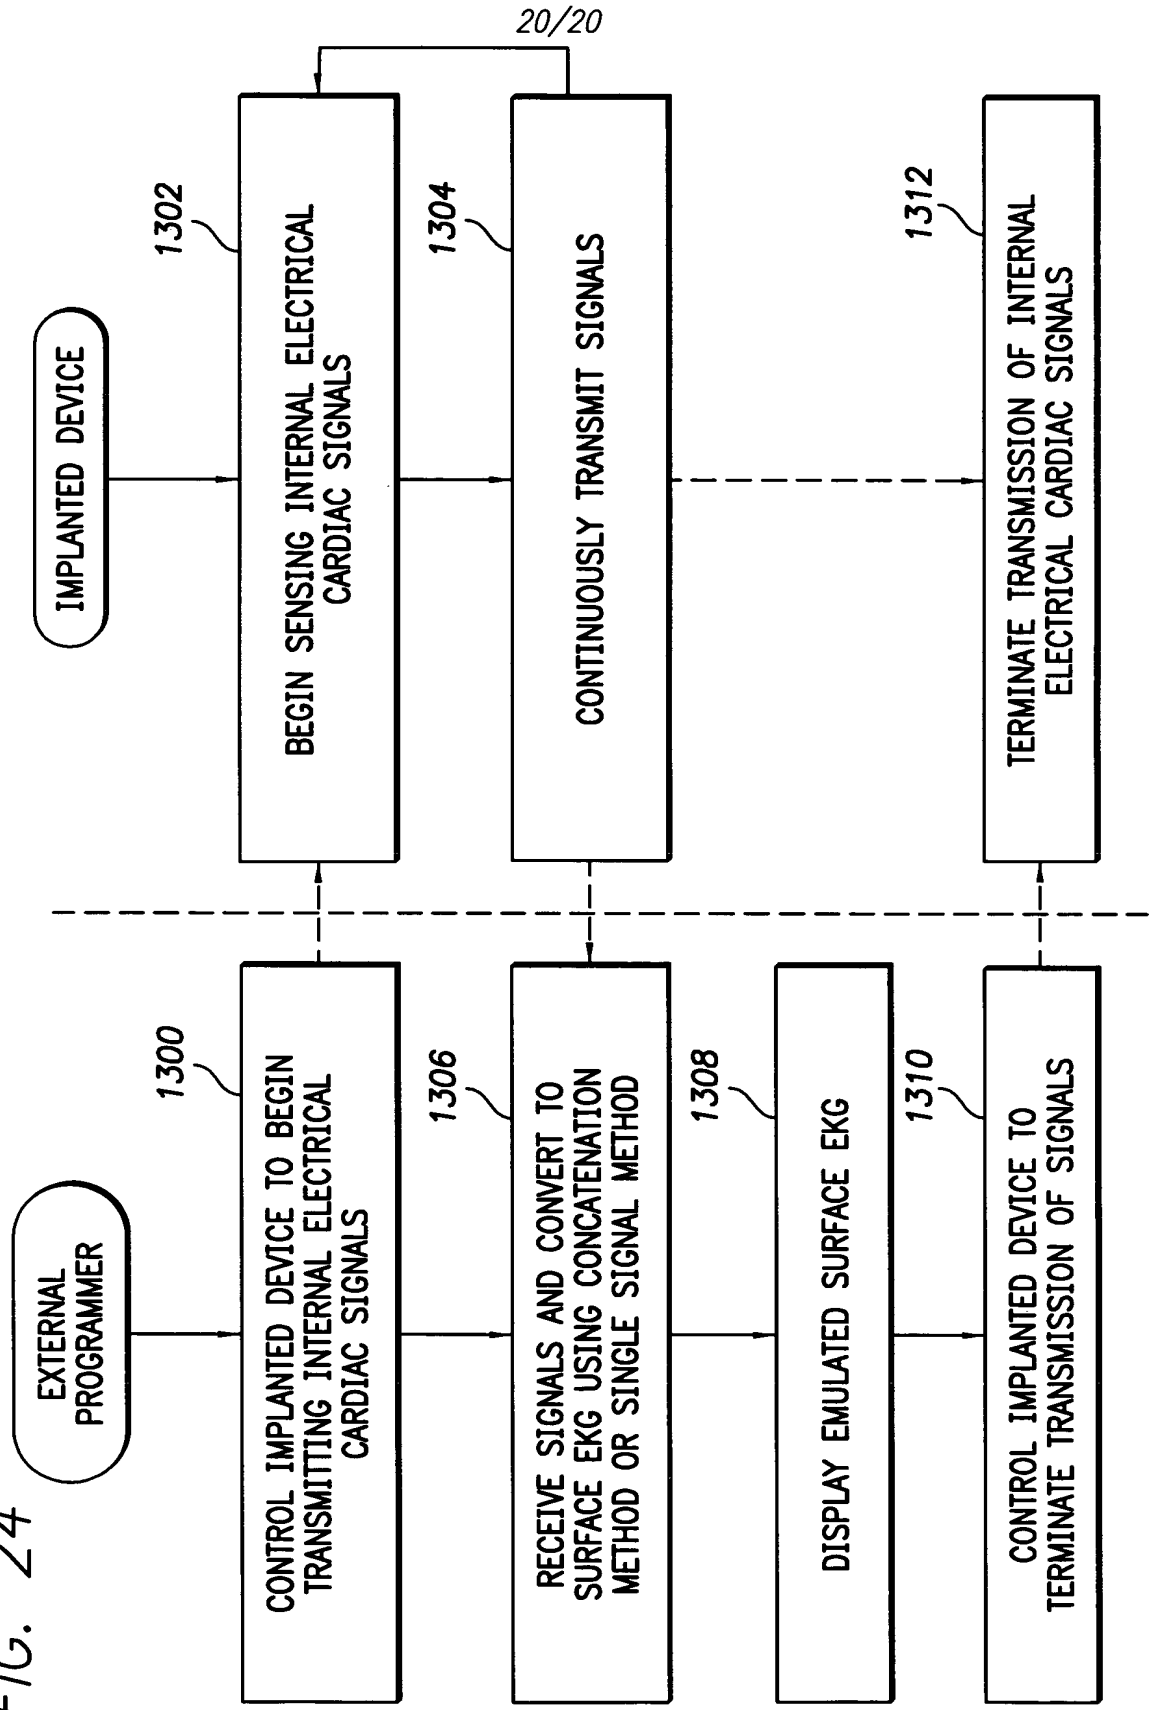 20/20
FIG. 24
EXTERNAL
PROGRAMMER
1300
CONTROL IMPLANTED DEVICE TO BEGIN
TRANSMITTING INTERNAL ELECTRICAL
CARDIAC SIGNALS
1306
RECEIVE SIGNALS AND CONVERT TO
SURFACE EKG USING CONCATENATION
METHOD OR SINGLE SIGNAL METHOD
1308
DISPLAY EMULATED SURFACE EKG
1310
CONTROL IMPLANTED DEVICE TO
TERMINATE TRANSMISSION OF SIGNALS
IMPLANTED DEVICE
1302
BEGIN SENSING INTERNAL ELECTRICAL
CARDIAC SIGNALS
1304
CONTINUOUSLY TRANSMIT SIGNALS
1312
TERMINATE TRANSMISSION OF INTERNAL
ELECTRICAL CARDIAC SIGNALS